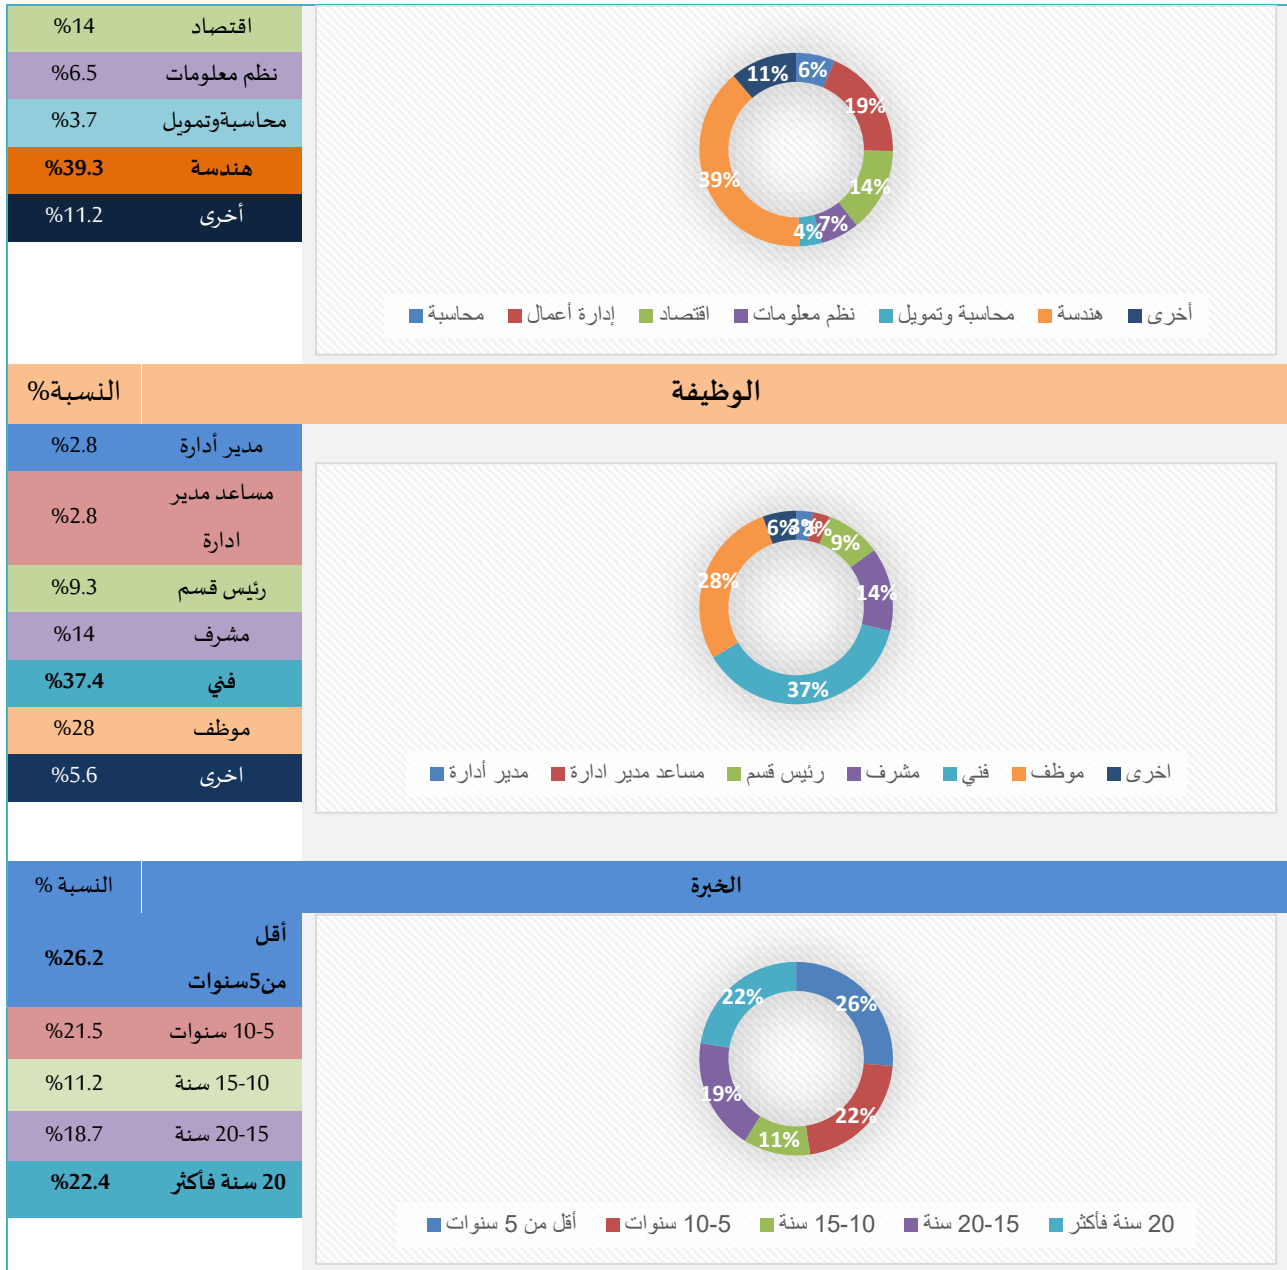 اقتصاد %14
نظم معلومات %6.5
محاسبةوتمويل %3.7
هندسة %39.3
أخرى %11.2
6%
19%
14%
7%
4%
39%
11%
محاسبة إدارة أعمال اقتصاد نظم معلومات محاسبة وتمويل هندسة أخرى
الوظيفة النسبة%
مدير أدارة %2.8
مساعد مدير
ادارة %2.8
رئيس قسم %9.3
مشرف %14
فني %37.4
موظف %28
اخرى %5.6
3%
3%
9%
14%
37%
28%
6%
مدير أدارة مساعد مدير ادارة رئيس قسم مشرف فني موظف اخرى
الخبرة النسبة %
أقل
من5سنوات %26.2
10-5 سنوات %21.5
15-10 سنة %11.2
20-15 سنة %18.7
20 سنة فأكثر %22.4
26%
22%
11%
19%
22%
أقل من 5 سنوات 10-5 سنوات 15-10 سنة 20-15 سنة 20 سنة فأكثر